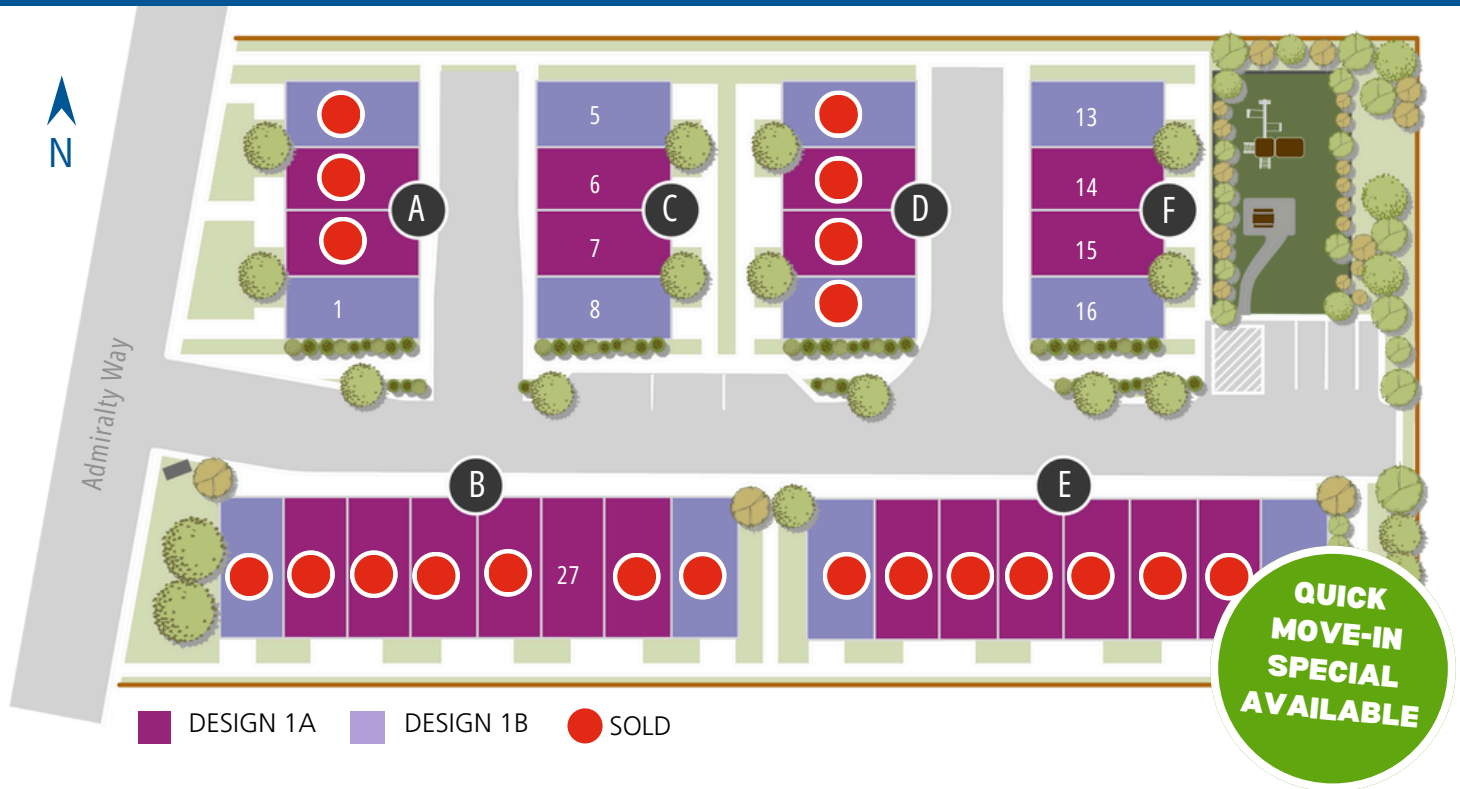 N
Admiralty Way
A
1
5
6
7
8
C
D
13
14
15
16
F
B
27
E
DESIGN 1A
DESIGN 1B
SOLD
QUICK
MOVE-IN
SPECIAL
AVAILABLE